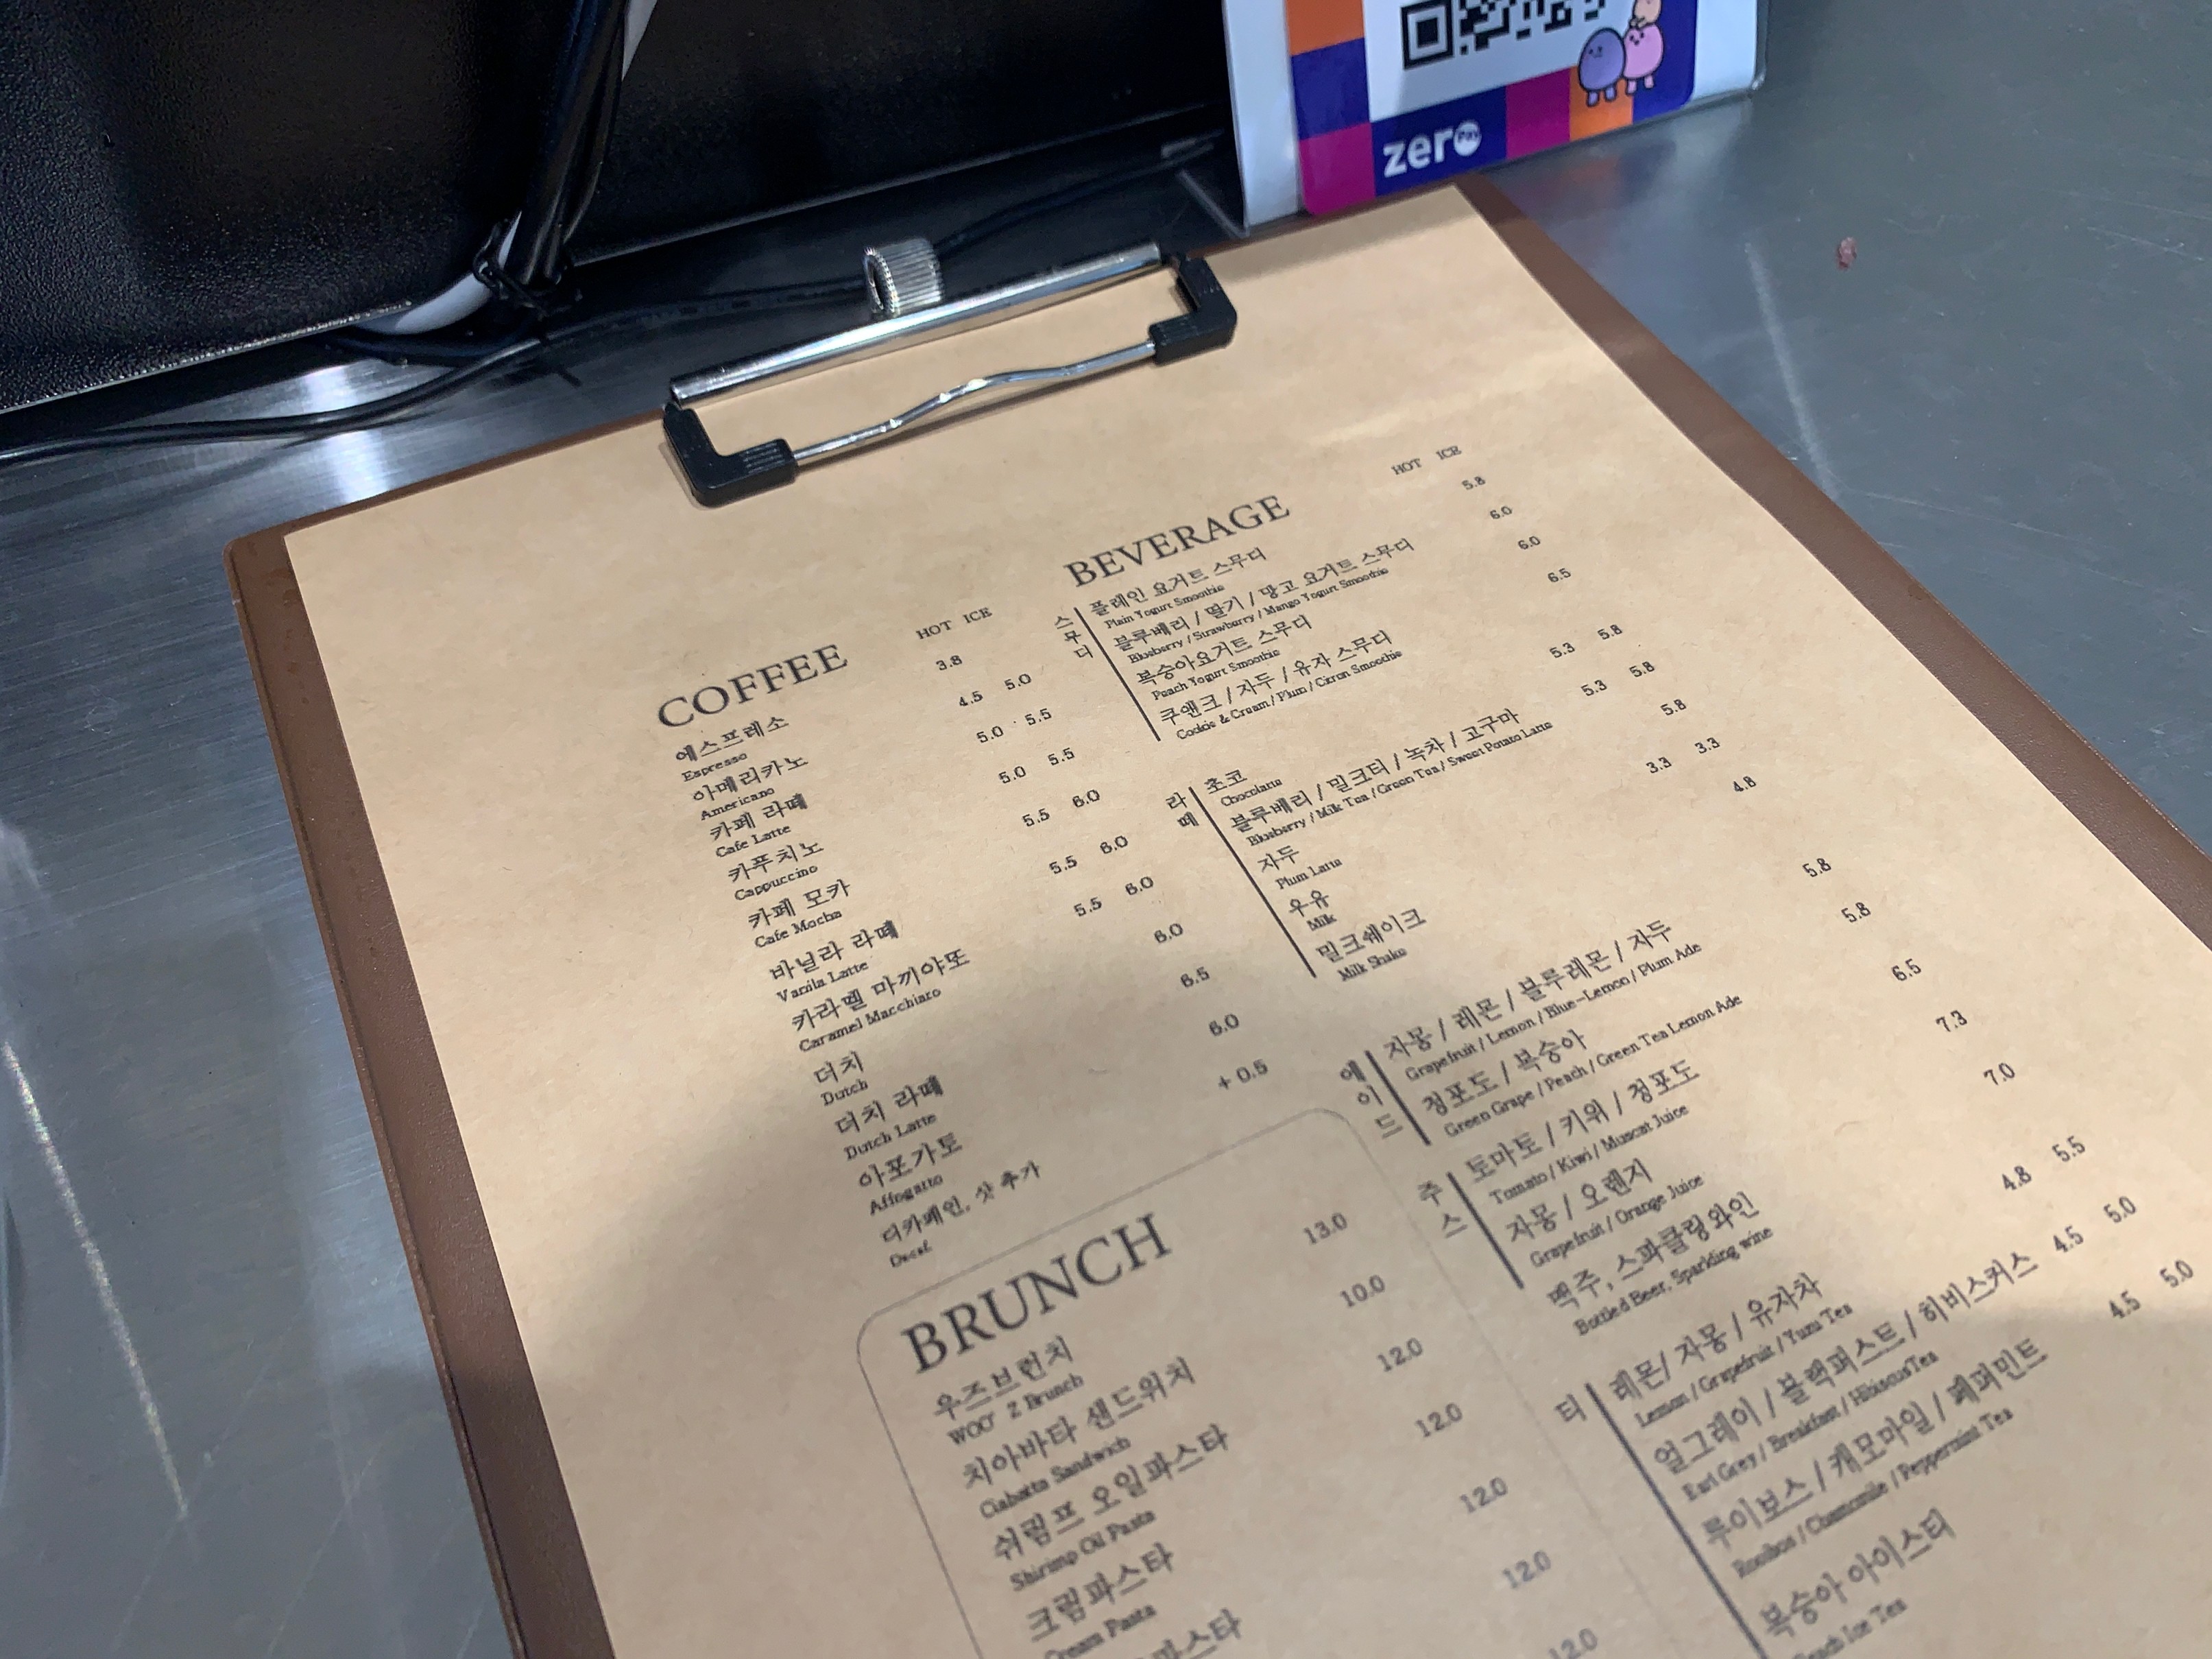 zero Pay
COFFEE
HOT ICE
에스프레소 3.8
Espresso
아메리카노 4.5 5.0
Americano
카페 라떼 5.0 5.5
Cafe Latte
카푸치노 5.0 5.5
Cappuccino
카페 모카 5.5 6.0
Cafe Mocha
바닐라 라떼 5.5 6.0
Vanila Latte
카라멜 마끼야또 5.5 6.0
Caramel Macchiaro
더치 6.0
Dutch
더치 라떼 6.5
Dutch Latte
아포가토 6.0
Affogatto
디카페인, 샷 추가 + 0.5
Decaf.
BRUNCH
우즈브런치 13.0
WOO' Z Brunch
치아바타 샌드위치 10.0
Ciabatta Sandwich
쉬림프 오일파스타 12.0
Shirimp Oil Pasta
크림파스타 12.0
Cream Pasta
파스타 12.0
12.0
12.0
BEVERAGE
HOT ICE
스무디
플레인 요거트 스무디 5.8
Plain Yogurt Smoothie
블루베리 / 딸기 / 망고 요거트 스무디 6.0
Blueberry / Strawberry / Mango Yogurt Smoothie
복숭아요거트 스무디 6.0
Peach Yogurt Smoothie
쿠앤크 / 자두 / 유자 스무디 6.5
Cookie & Cream / Plum / Citron Smoothie
라떼
초코 5.3 5.8
Chocolatte
블루베리 / 밀크티 / 녹차 / 고구마 5.3 5.8
Blueberry / Milk Tea / Green Tea / Sweet Potato Latte
자두 5.8
Plum Latte
우유 3.3 3.3
Milk
밀크쉐이크 4.8
Milk Shake
에이드
자몽 / 레몬 / 블루레몬 / 자두 5.8
Grapefruit / Lemon / Blue-Lemon / Plum Ade
청포도 / 복숭아 5.8
Green Grape / Peach / Green Tea Lemon Ade
주스
토마토 / 키위 / 청포도 6.5
Tomato / Kiwi / Muscat Juice
자몽 / 오렌지 7.3
Grapefruit / Orange Juice
맥주, 스파클링와인 7.0
Bottled Beer, Sparkling wine
티
레몬/ 자몽 / 유자차 4.8 5.5
Lemon / Grapefruit / Yuzu Tea
얼그레이 / 블랙퍼스트 / 히비스커스 4.5 5.0
Earl Grey / Breakfast / HibiscusTea
루이보스 / 캐모마일 / 페퍼민트 4.5 5.0
Rooibos / Chamomile / Peppermint Tea
복숭아 아이스티
Peach Ice Tea